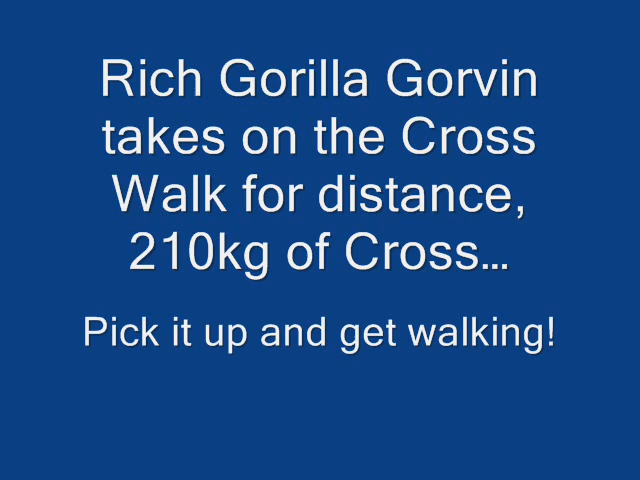 Rich Gorilla Gorvin
takes on the Cross
Walk for distance,
210kg of Cross...
Pick it up and get walking!